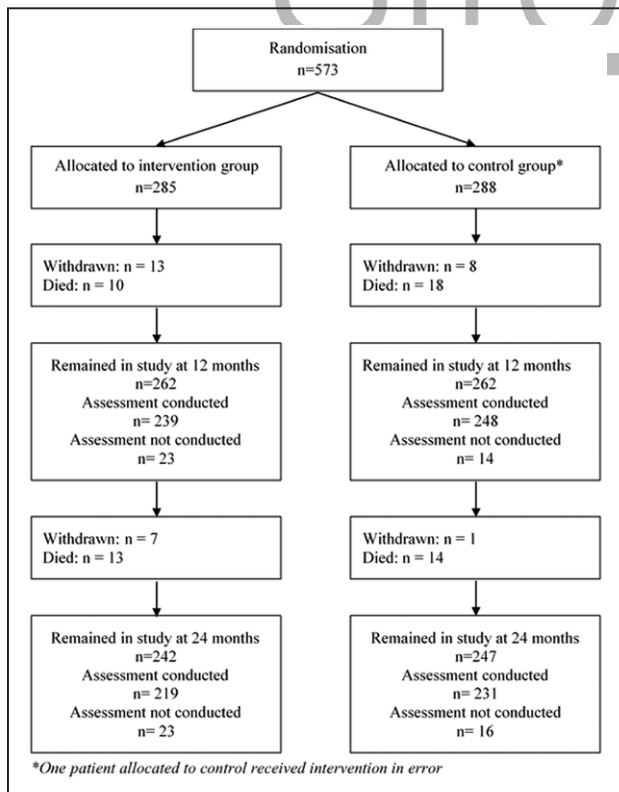 Randomisation
n=573
Allocated to intervention group
n=285
Allocated to control group*
n=288
Withdrawn: n = 13
Died: n = 10
Withdrawn: n = 8
Died: n = 18
Remained in study at 12 months
n=262
Assessment conducted
n= 239
Assessment not conducted
n= 23
Remained in study at 12 months
n=262
Assessment conducted
n= 248
Assessment not conducted
n= 14
Withdrawn: n = 7
Died: n = 13
Withdrawn: n = 1
Died: n = 14
Remained in study at 24 months
n=242
Assessment conducted
n= 219
Assessment not conducted
n= 23
Remained in study at 24 months
n=247
Assessment conducted
n= 231
Assessment not conducted
n= 16
*One patient allocated to control received intervention in error